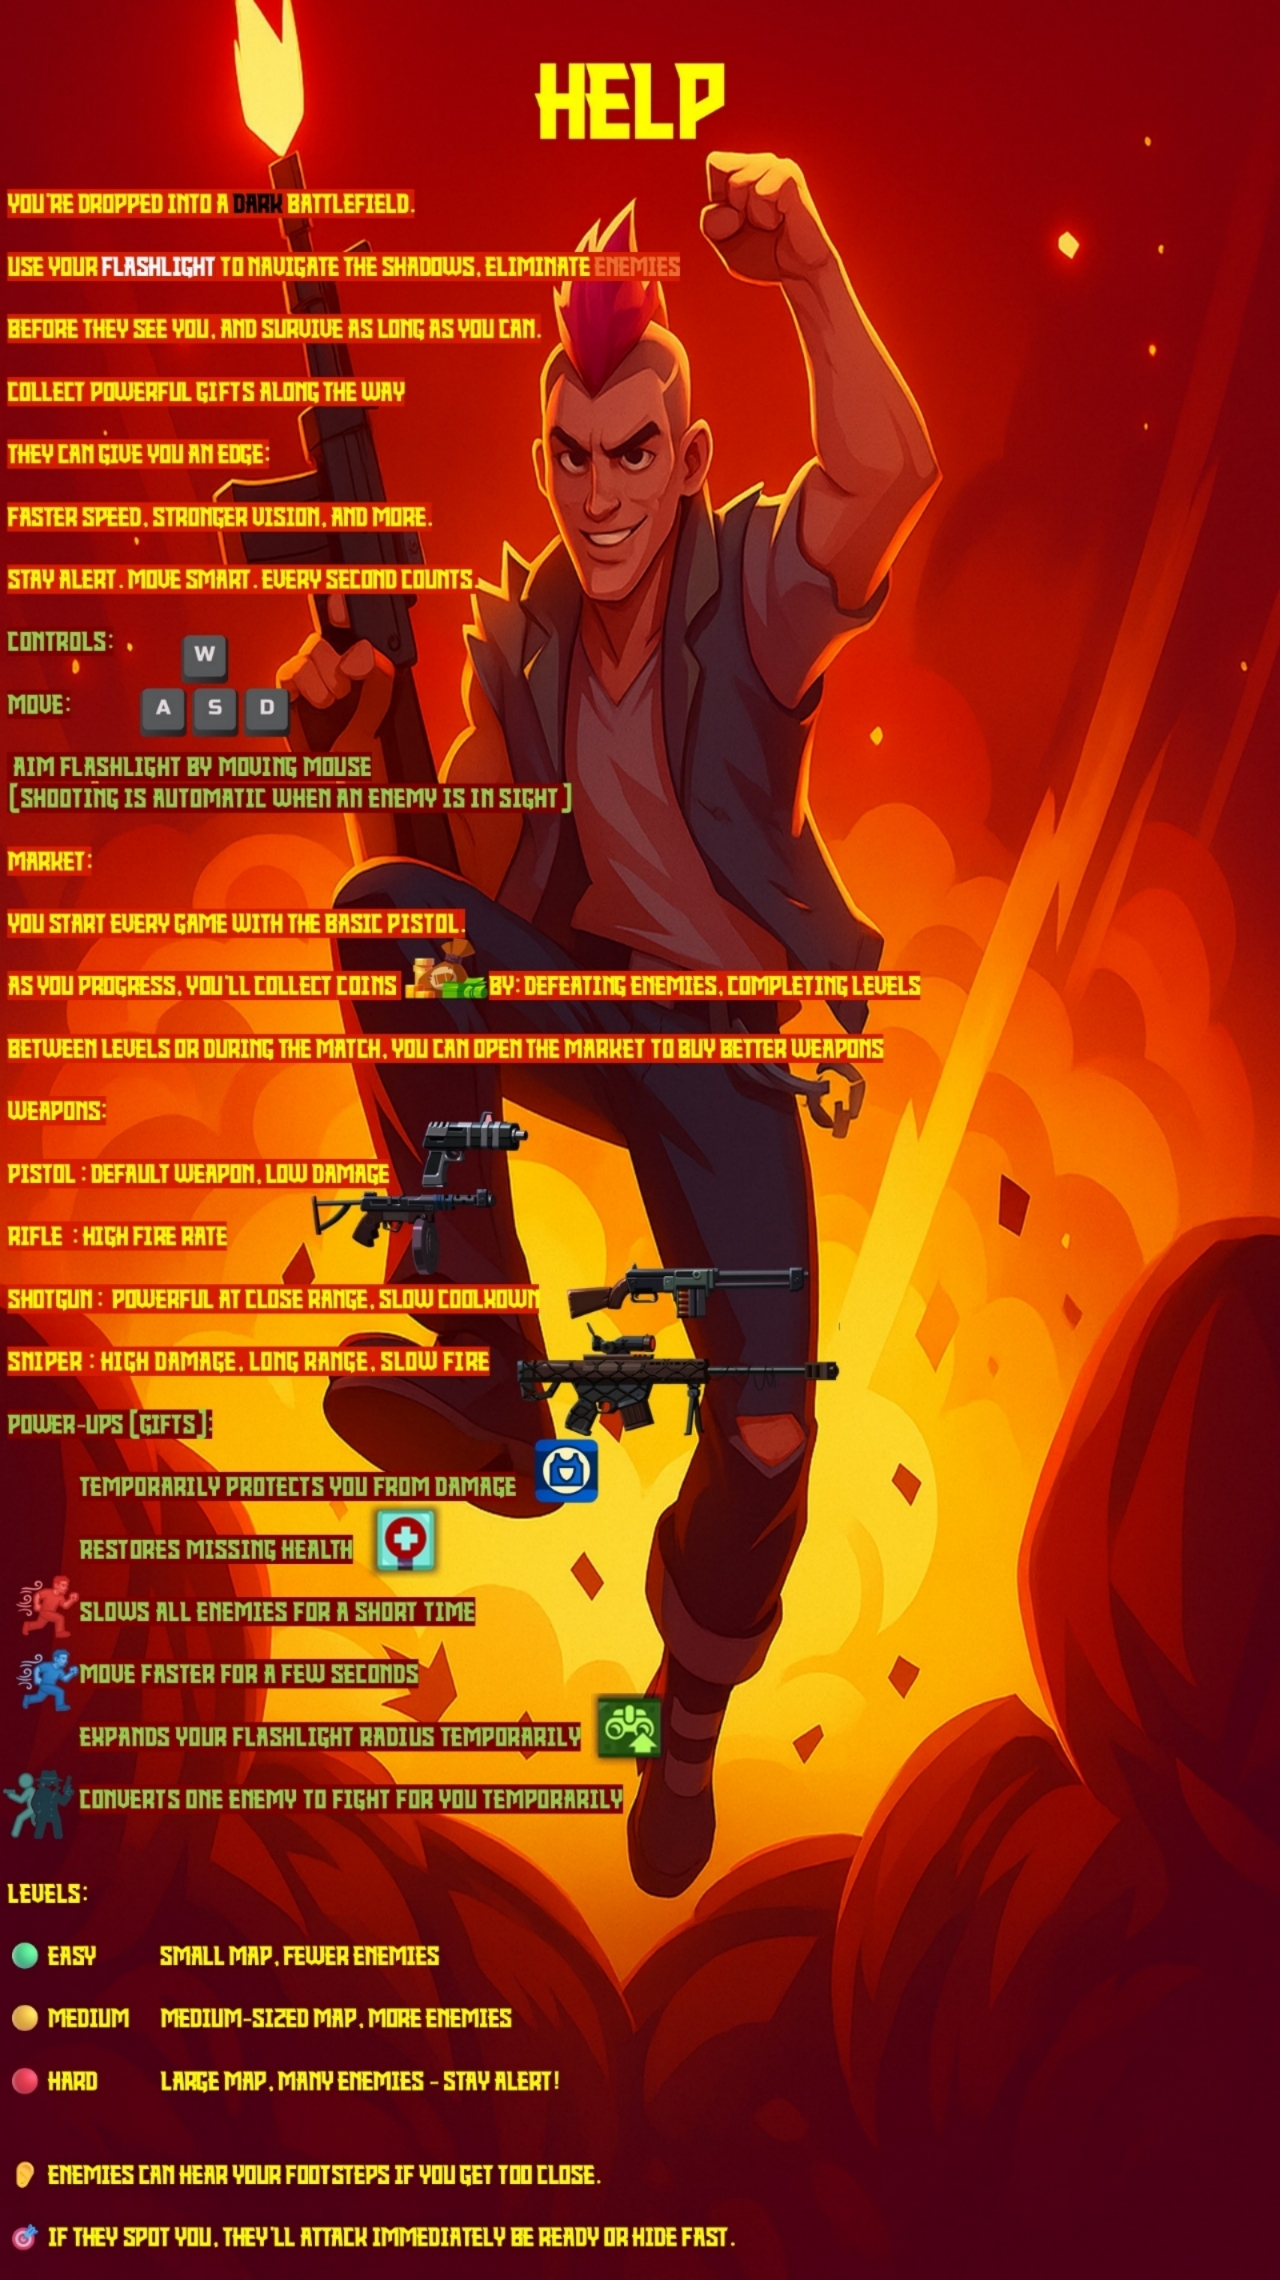 HELP
YOU'RE DROPPED INTO A DARK BATTLEFIELD.
USE YOUR FLASHLIGHT TO NAVIGATE THE SHADOWS, ELIMINATE ENEMIES
BEFORE THEY SEE YOU, AND SURVIVE AS LONG AS YOU CAN.
COLLECT POWERFUL GIFTS ALONG THE WAY
THEY CAN GIVE YOU AN EDGE:
FASTER SPEED, STRONGER VISION, AND MORE.
STAY ALERT. MOVE SMART. EVERY SECOND COUNTS.
CONTROLS:
W
MOVE: A S D
AIM FLASHLIGHT BY MOVING MOUSE
(SHOOTING IS AUTOMATIC WHEN AN ENEMY IS IN SIGHT)
MARKET:
YOU START EVERY GAME WITH THE BASIC PISTOL.
AS YOU PROGRESS, YOU'LL COLLECT COINS BY: DEFEATING ENEMIES, COMPLETING LEVELS
BETWEEN LEVELS OR DURING THE MATCH, YOU CAN OPEN THE MARKET TO BUY BETTER WEAPONS
WEAPONS:
PISTOL : DEFAULT WEAPON, LOW DAMAGE
RIFLE : HIGH FIRE RATE
SHOTGUN : POWERFUL AT CLOSE RANGE, SLOW COOLKOWN
SNIPER : HIGH DAMAGE, LONG RANGE, SLOW FIRE
POWER-UPS (GIFTS):
TEMPORARILY PROTECTS YOU FROM DAMAGE
RESTORES MISSING HEALTH
SLOWS ALL ENEMIES FOR A SHORT TIME
MOVE FASTER FOR A FEW SECONDS
EXPANDS YOUR FLASHLIGHT RADIUS TEMPORARILY
CONVERTS ONE ENEMY TO FIGHT FOR YOU TEMPORARILY
LEVELS:
EASY SMALL MAP, FEWER ENEMIES
MEDIUM MEDIUM-SIZED MAP, MORE ENEMIES
HARD LARGE MAP, MANY ENEMIES - STAY ALERT!
ENEMIES CAN HEAR YOUR FOOTSTEPS IF YOU GET TOO CLOSE.
IF THEY SPOT YOU, THEY'LL ATTACK IMMEDIATELY BE READY OR HIDE FAST.